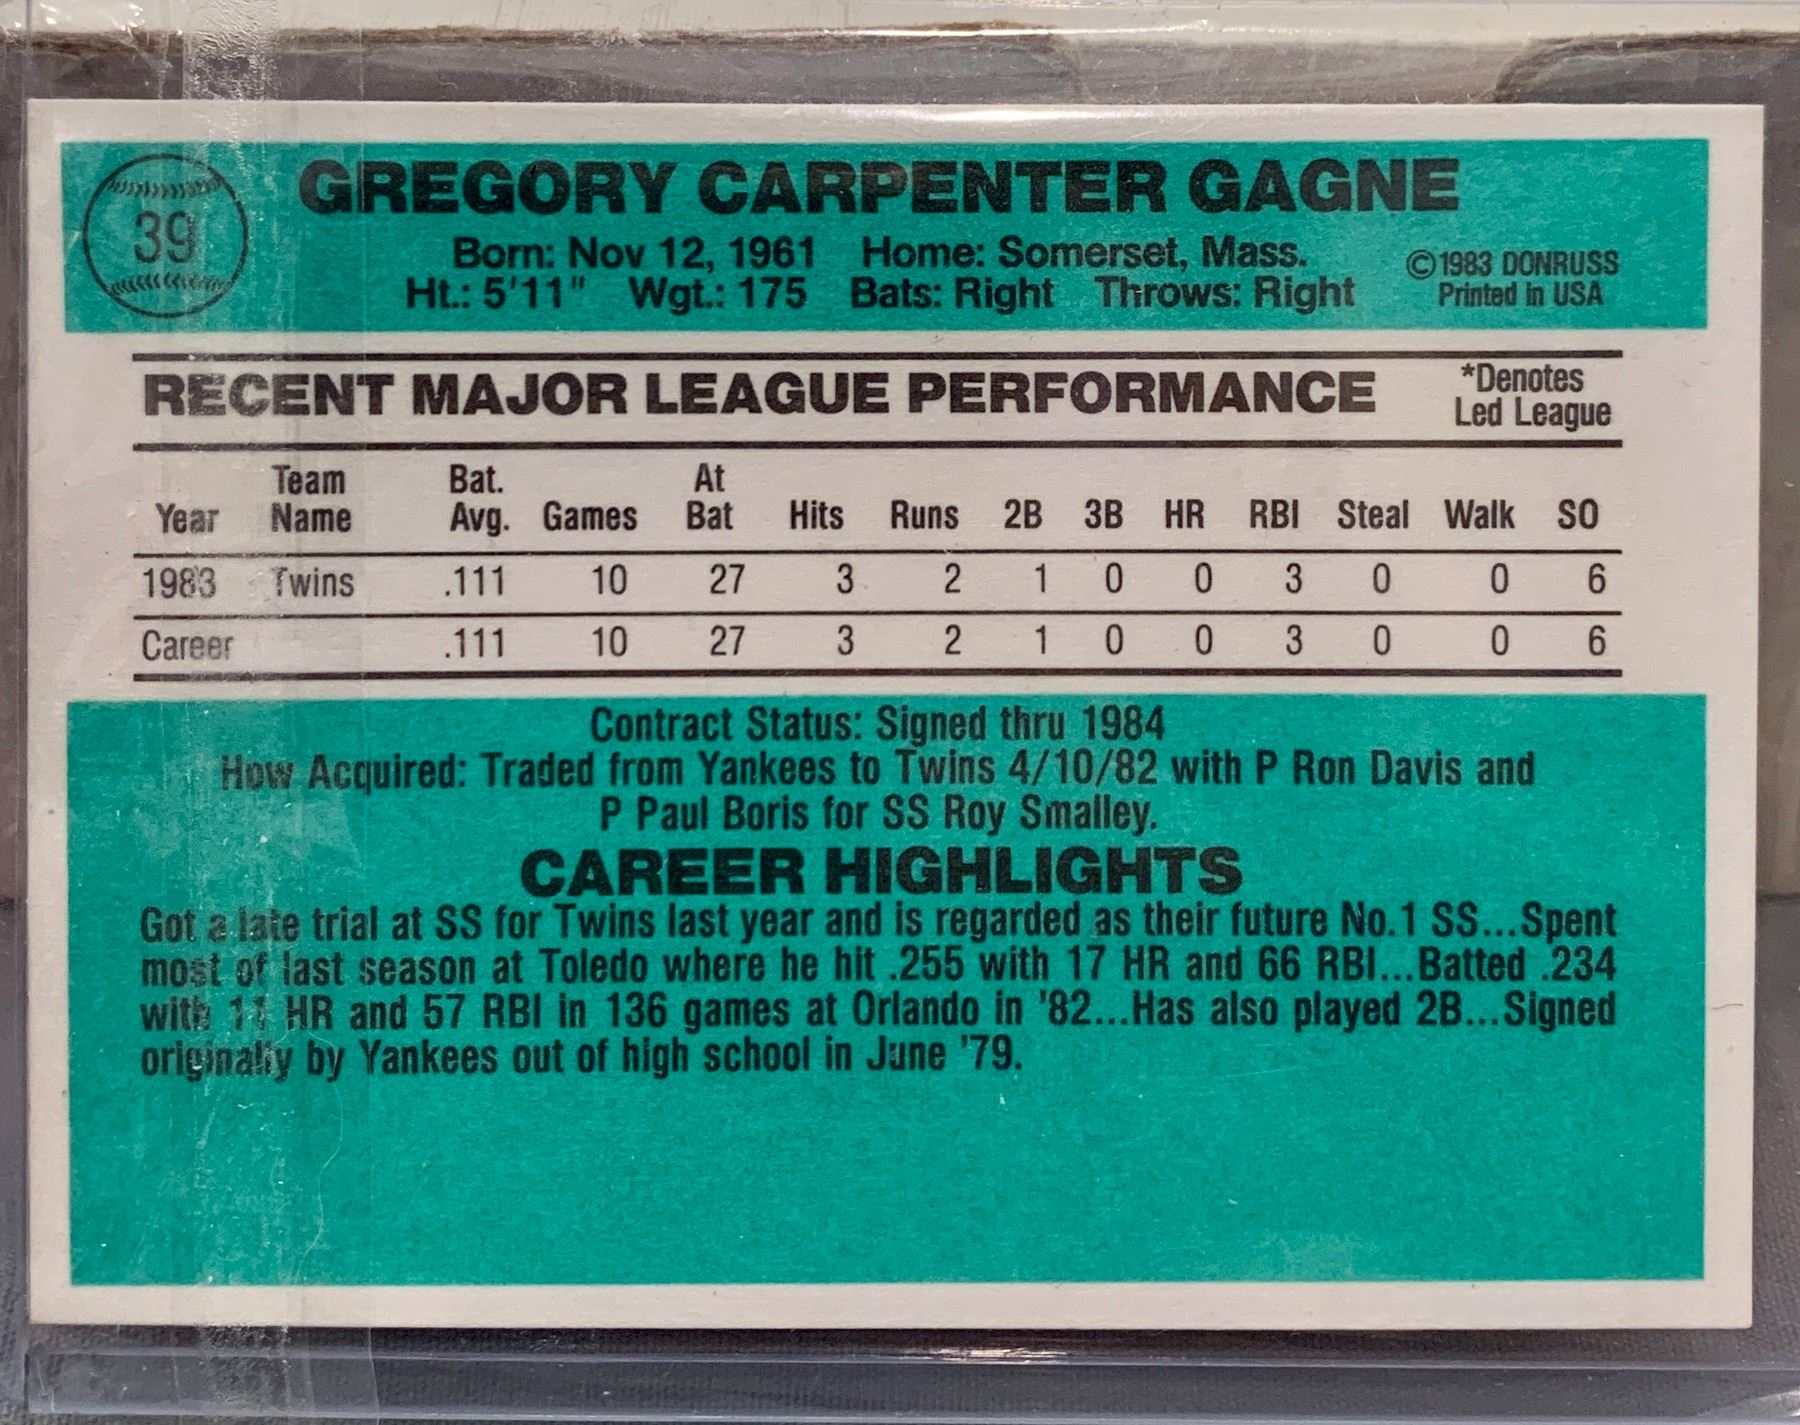 39
GREGORY CARPENTER GAGNE
Born: Nov 12, 1961 Home: Somerset, Mass.
Ht.: 5'11" Wgt.: 175 Bats: Right Throws: Right
©1983 DONRUSS
Printed in USA
RECENT MAJOR LEAGUE PERFORMANCE
*Denotes
Led League
Year Team Name Bat. Avg. Games At Bat Hits Runs 2B 3B HR RBI Steal Walk SO
1983 Twins .111 10 27 3 2 1 0 0 3 0 0 6
Career .111 10 27 3 2 1 0 0 3 0 0 6
Contract Status: Signed thru 1984
How Acquired: Traded from Yankees to Twins 4/10/82 with P Ron Davis and
P Paul Boris for SS Roy Smalley.
CAREER HIGHLIGHTS
Got a late trial at SS for Twins last year and is regarded as their future No.1 SS...Spent
most of last season at Toledo where he hit .255 with 17 HR and 66 RBI...Batted .234
with 11 HR and 57 RBI in 136 games at Orlando in '82...Has also played 2B...Signed
originally by Yankees out of high school in June '79.